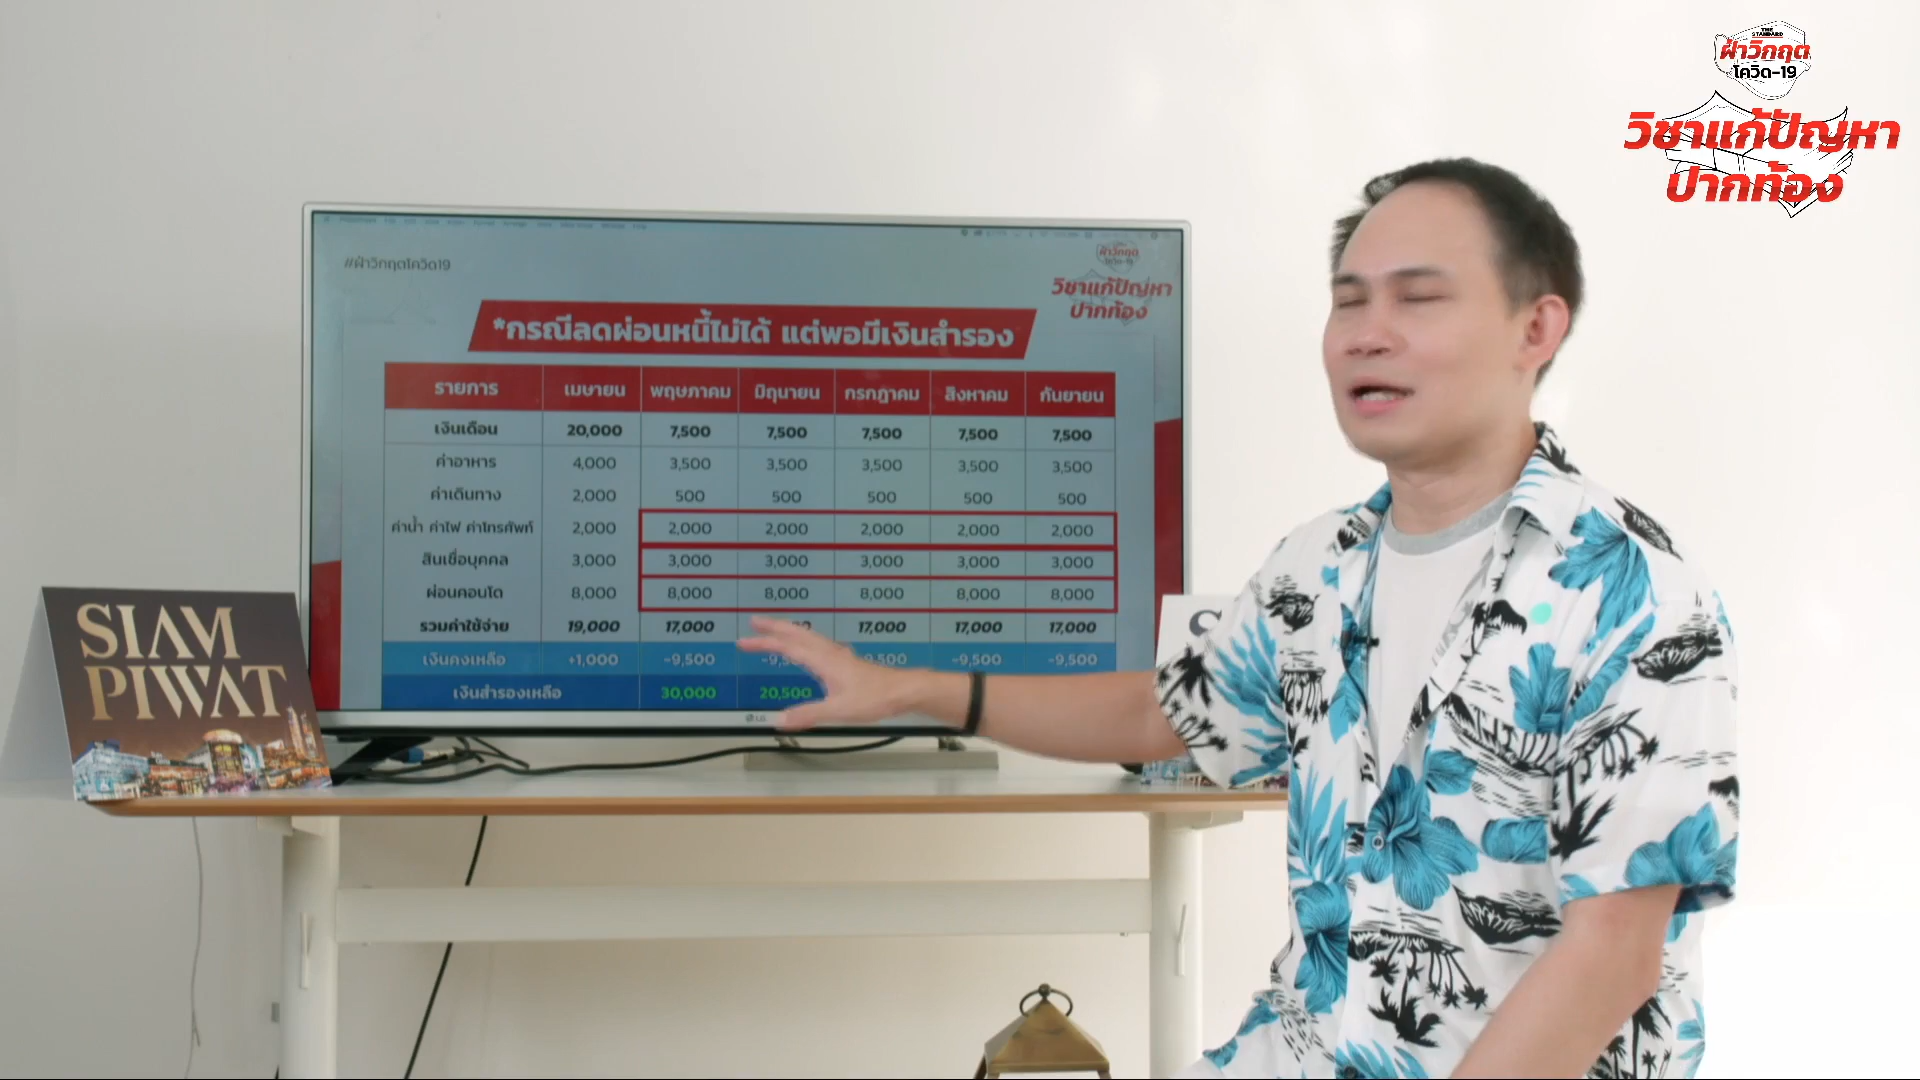 THE STANDARD
ฝ่าวิกฤต
โควิด-19
วิชาแก้ปัญหา
ปากท้อง
#ฝ่าวิกฤตโควิด19
ฝ่าวิกฤต
โควิด-19
วิชาแก้ปัญหา
ปากท้อง
*กรณีลดผ่อนหนี้ไม่ได้ แต่พอมีเงินสำรอง
รายการ เมษายน พฤษภาคม มิถุนายน กรกฎาคม สิงหาคม กันยายน
เงินเดือน 20,000 7,500 7,500 7,500 7,500 7,500
ค่าอาหาร 4,000 3,500 3,500 3,500 3,500 3,500
ค่าเดินทาง 2,000 500 500 500 500 500
ค่าน้ำ ค่าไฟ ค่าโทรศัพท์ 2,000 2,000 2,000 2,000 2,000 2,000
สินเชื่อบุคคล 3,000 3,000 3,000 3,000 3,000 3,000
ผ่อนคอนโด 8,000 8,000 8,000 8,000 8,000 8,000
รวมค่าใช้จ่าย 19,000 17,000 17,000 17,000 17,000
เงินคงเหลือ +1,000 -9,500 -9,500 -9,500
เงินสำรองเหลือ 30,000 20,500
LG
SIAM
PIWAT